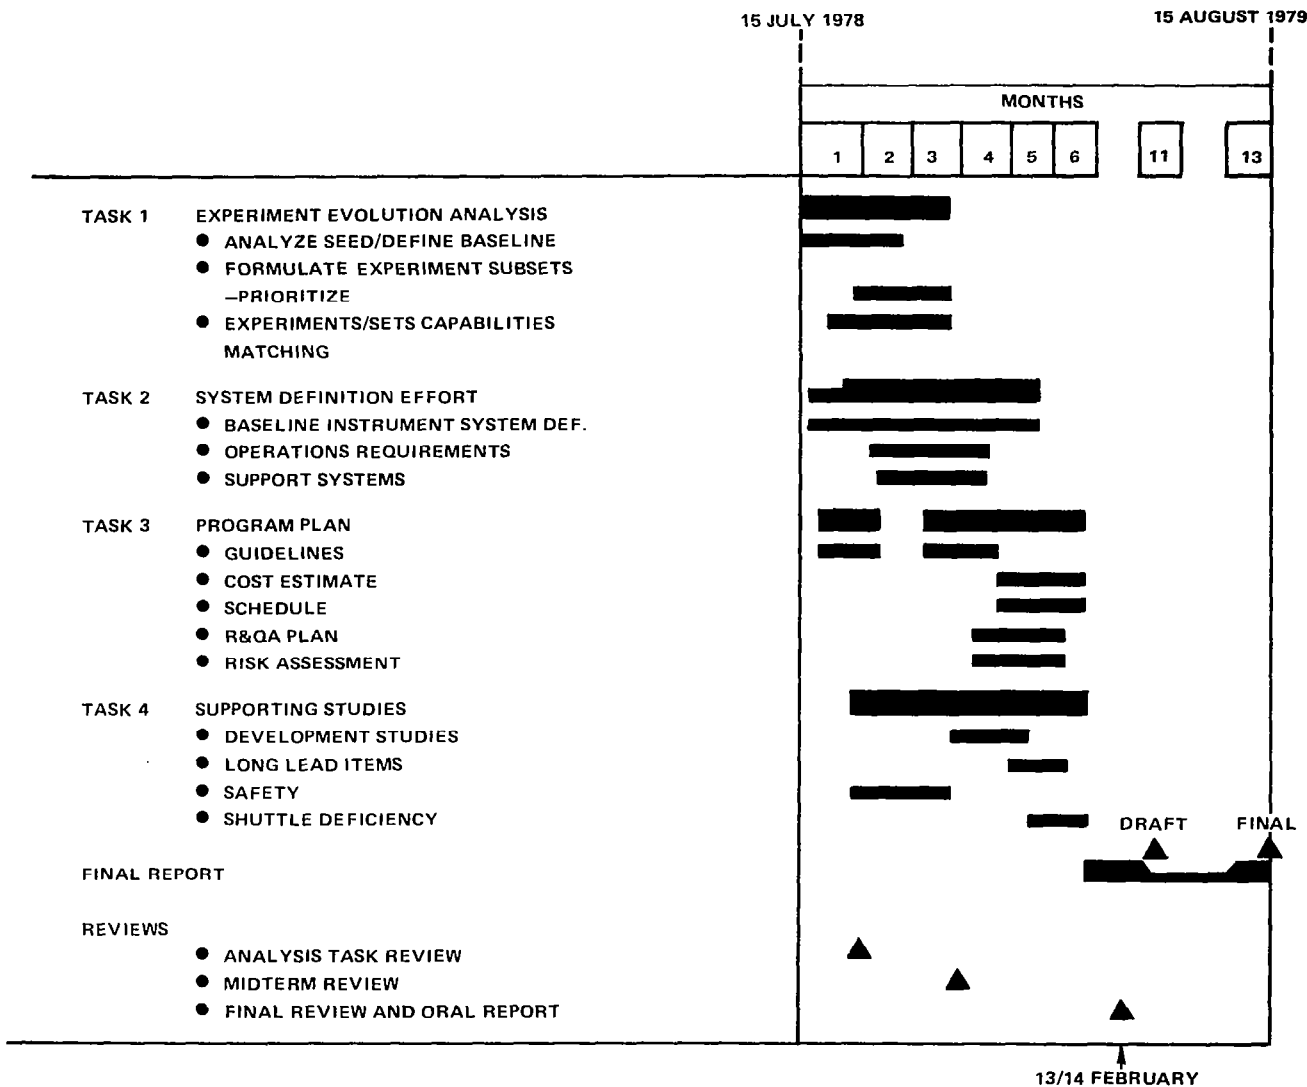 15 JULY 1978 15 AUGUST 1979
MONTHS
1 2 3 4 5 6 11 13
TASK 1 EXPERIMENT EVOLUTION ANALYSIS
● ANALYZE SEED/DEFINE BASELINE
● FORMULATE EXPERIMENT SUBSETS
–PRIORITIZE
● EXPERIMENTS/SETS CAPABILITIES
MATCHING
TASK 2 SYSTEM DEFINITION EFFORT
● BASELINE INSTRUMENT SYSTEM DEF.
● OPERATIONS REQUIREMENTS
● SUPPORT SYSTEMS
TASK 3 PROGRAM PLAN
● GUIDELINES
● COST ESTIMATE
● SCHEDULE
● R&QA PLAN
● RISK ASSESSMENT
TASK 4 SUPPORTING STUDIES
● DEVELOPMENT STUDIES
● LONG LEAD ITEMS
● SAFETY
● SHUTTLE DEFICIENCY
DRAFT FINAL
FINAL REPORT
REVIEWS
● ANALYSIS TASK REVIEW
● MIDTERM REVIEW
● FINAL REVIEW AND ORAL REPORT
13/14 FEBRUARY